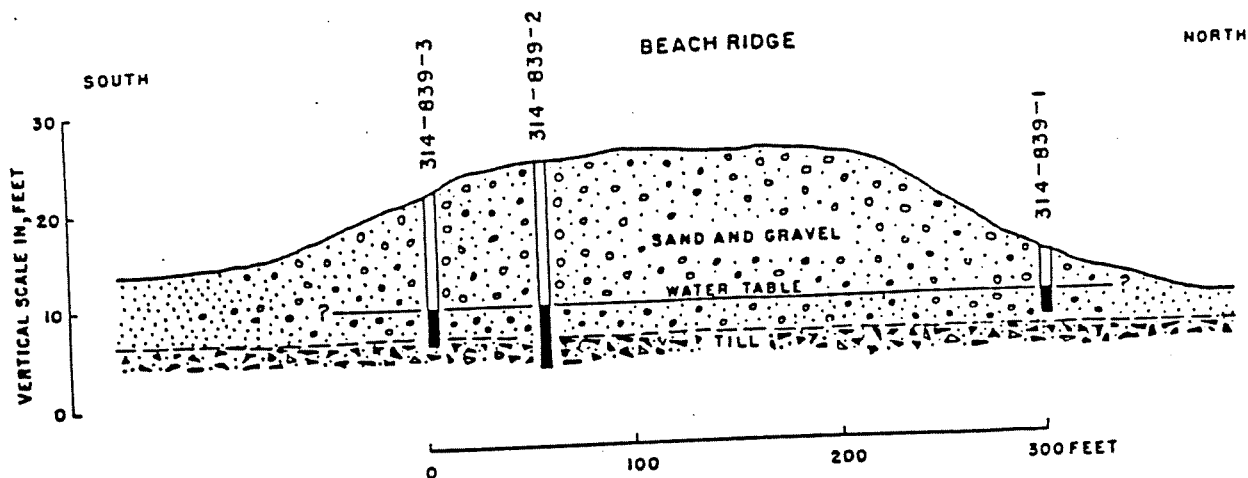 BEACH RIDGE
NORTH
SOUTH
314-839-3
314-839-2
314-839-1
30
20
10
0
VERTICAL SCALE IN, FEET
SAND AND GRAVEL
WATER TABLE
?
?
TILL
0
100
200
300 FEET